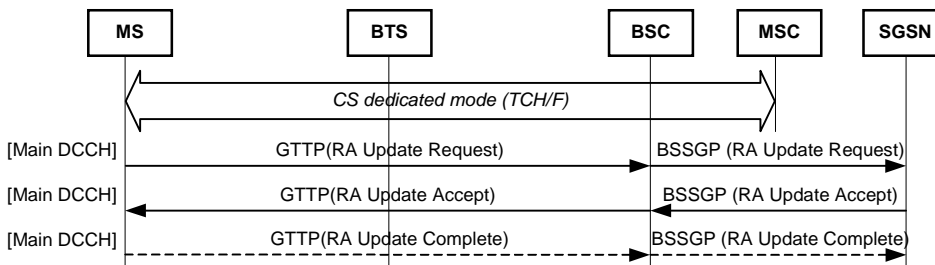 MS BTS BSC MSC SGSN
CS dedicated mode (TCH/F)
[Main DCCH] GTTP(RA Update Request) BSSGP (RA Update Request)
[Main DCCH] GTTP(RA Update Accept) BSSGP (RA Update Accept)
[Main DCCH] GTTP(RA Update Complete) BSSGP (RA Update Complete)